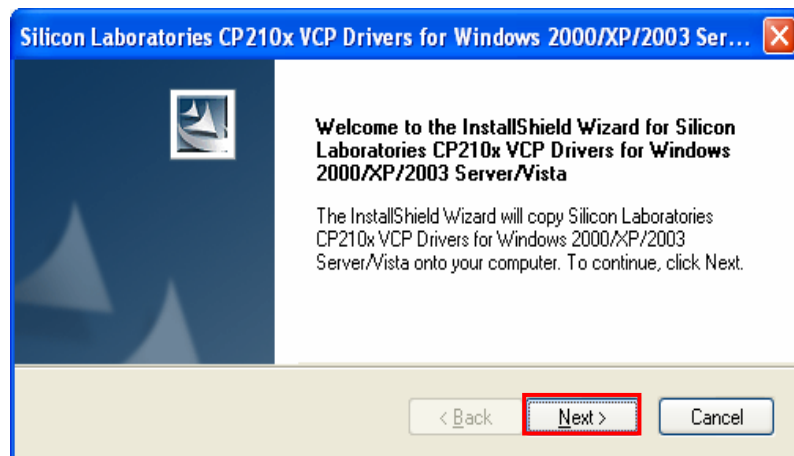 Silicon Laboratories CP210x VCP Drivers for Windows 2000/XP/2003 Ser...
Welcome to the InstallShield Wizard for Silicon
Laboratories CP210x VCP Drivers for Windows
2000/XP/2003 Server/Vista
The InstallShield Wizard will copy Silicon Laboratories
CP210x VCP Drivers for Windows 2000/XP/2003
Server/Vista onto your computer. To continue, click Next.
< Back
Next >
Cancel